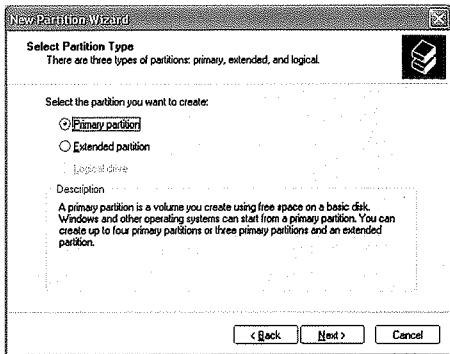 New Partition Wizard
Select Partition Type
There are three types of partitions: primary, extended, and logical.
Select the partition you want to create:
Primary partition
Extended partition
Logical drive
Description
A primary partition is a volume you create using free space on a basic disk.
Windows and other operating systems can start from a primary partition. You can
create up to four primary partitions or three primary partitions and an extended
partition.
< Back
Next >
Cancel